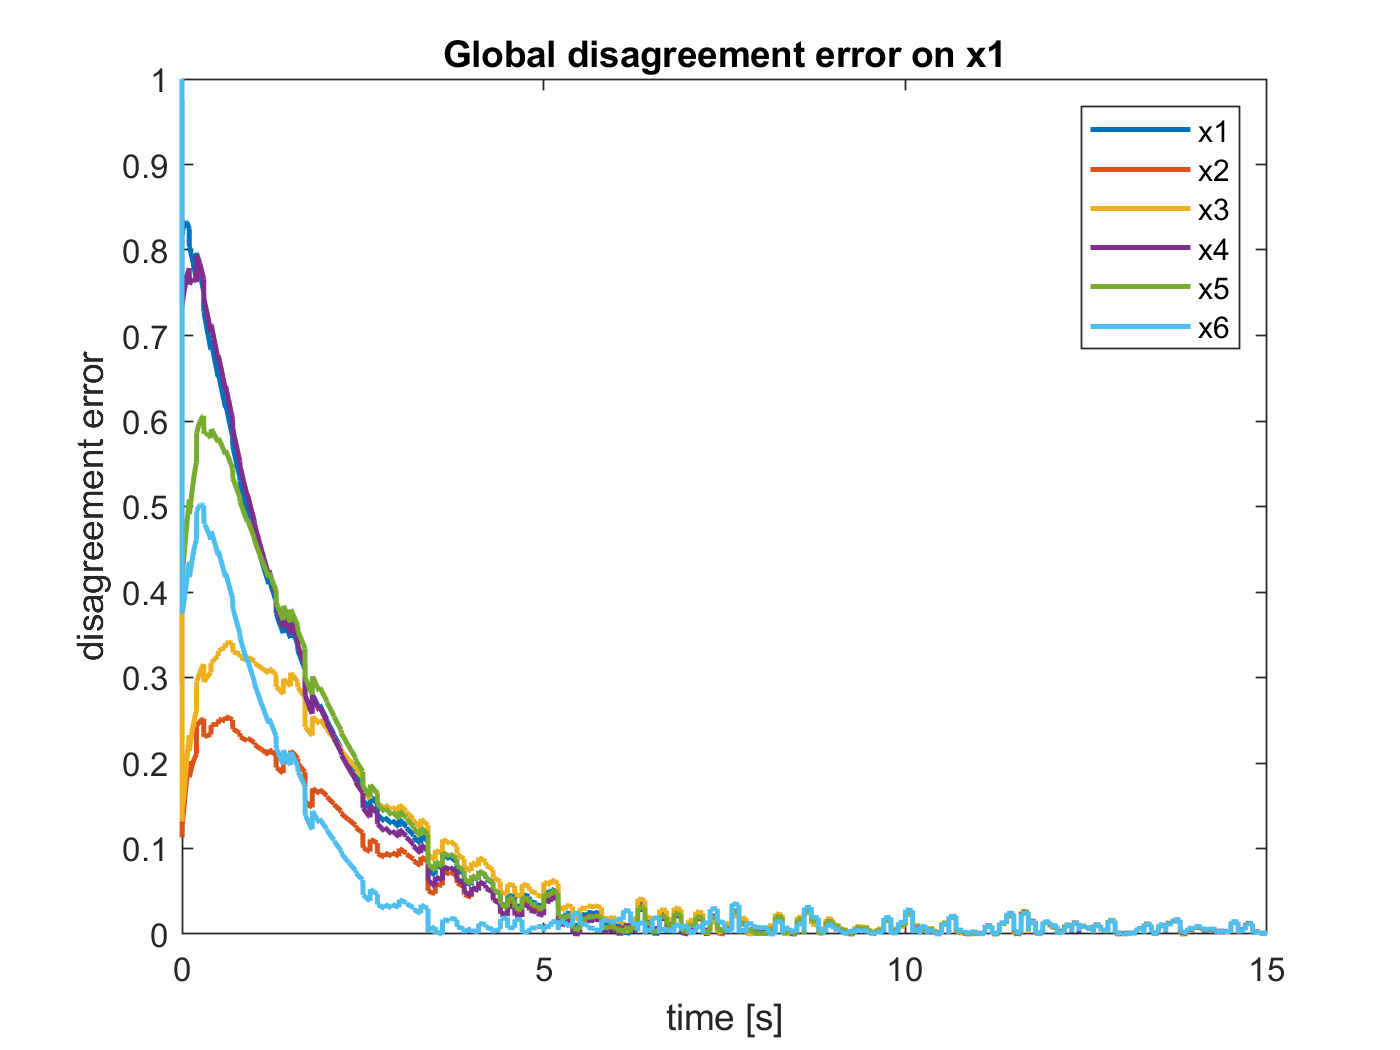 Global disagreement error on x1
1
0.9
0.8
0.7
0.6
0.5
0.4
0.3
0.2
0.1
0
disagreement error
x1
x2
x3
x4
x5
x6
0 5 10 15
time [s]